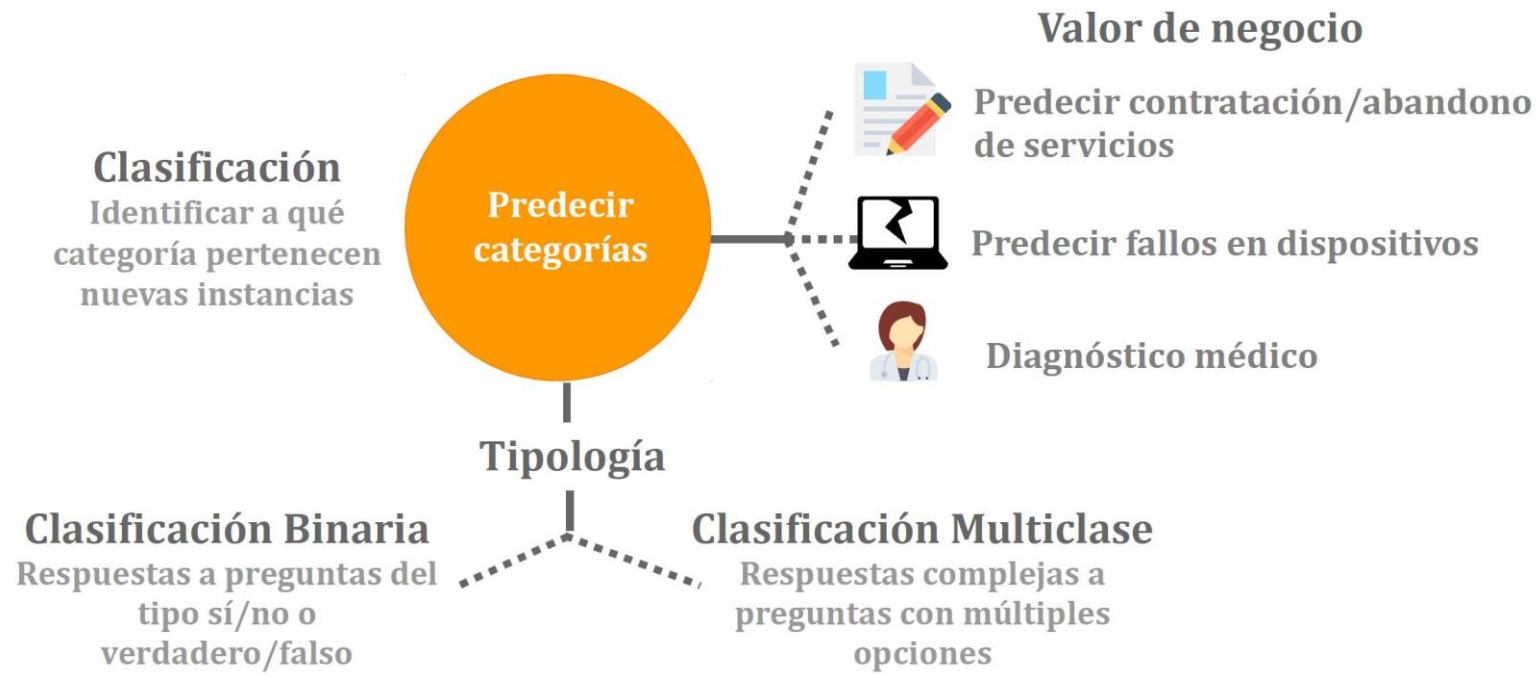 Clasificación
Identificar a qué
categoría pertenecen
nuevas instancias
Predecir
categorías
Valor de negocio
Predecir contratación/abandono
de servicios
Predecir fallos en dispositivos
Diagnóstico médico
Tipología
Clasificación Binaria
Respuestas a preguntas del
tipo sí/no o
verdadero/falso
Clasificación Multiclase
Respuestas complejas a
preguntas con múltiples
opciones